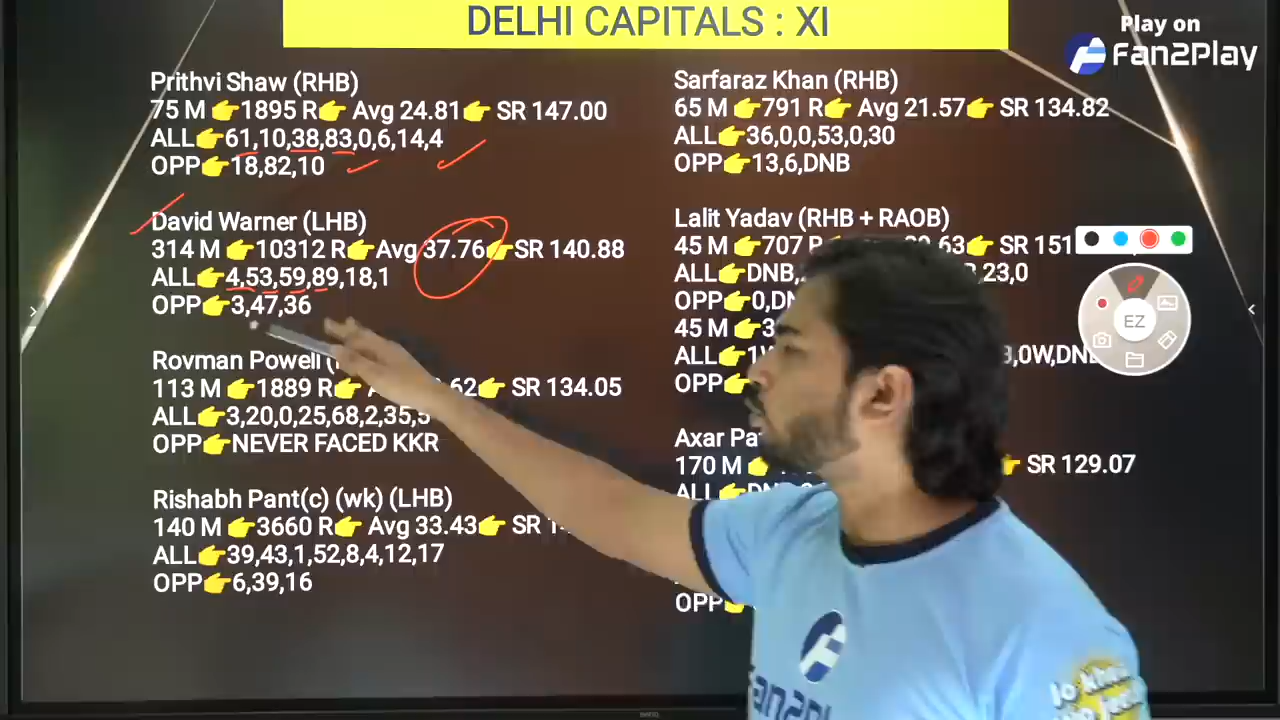 DELHI CAPITALS : XI
Play on
Fan2Play
Prithvi Shaw (RHB)
75 M 👉 1895 R👉 Avg 24.81👉 SR 147.00
ALL👉61,10,38,83,0,6,14,4
OPP👉18,82,10
David Warner (LHB)
314 M 👉10312 R👉Avg 37.76👉SR 140.88
ALL👉4,53,59,89,18,1
OPP👉3,47,36
Rovman Powell (
113 M 👉 1889 R👉 62👉 SR 134.05
ALL👉3,20,0,25,68,2,35,3
OPP👉NEVER FACED KKR
Rishabh Pant(c) (wk) (LHB)
140 M 👉3660 R👉 Avg 33.43👉 SR
ALL👉39,43,1,52,8,4,12,17
OPP👉6,39,16
Sarfaraz Khan (RHB)
65 M 👉791 R👉 Avg 21.57👉 SR 134.82
ALL👉36,0,0,53,0,30
OPP👉13,6,DNB
Lalit Yadav (RHB + RAOB)
45 M 👉707 63👉 SR 151
ALL👉DNB, 23,0
OPP👉0,
45 M 👉3
ALL👉 0W,
OPP👉
Axar
170 M 👉 👉 SR 129.07
ALL👉
OPP👉
EZ
Fan2Play